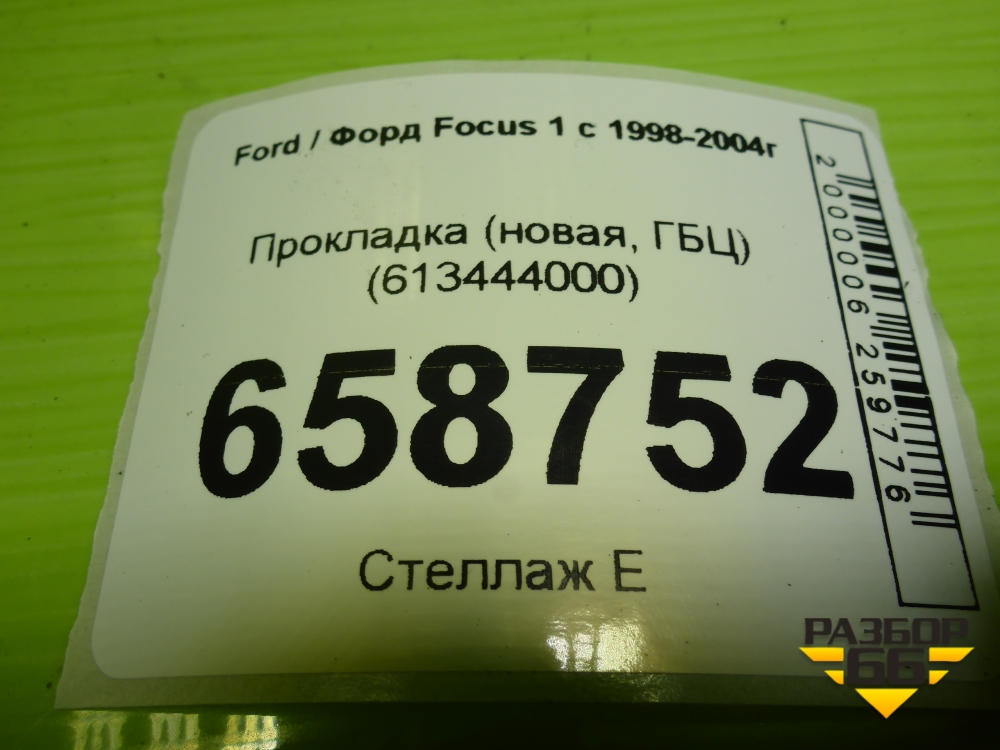 Ford / Форд Focus 1 с 1998-2004г
Прокладка (новая, ГБЦ)
(613444000)
658752
Стеллаж Е
2000006259776
РАЗБОР
66